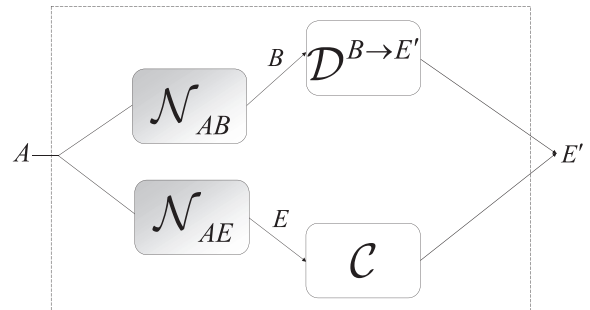 B
𝒟^{B→E′}
𝒩_{AB}
A
E′
𝒩_{AE}
E
𝒞